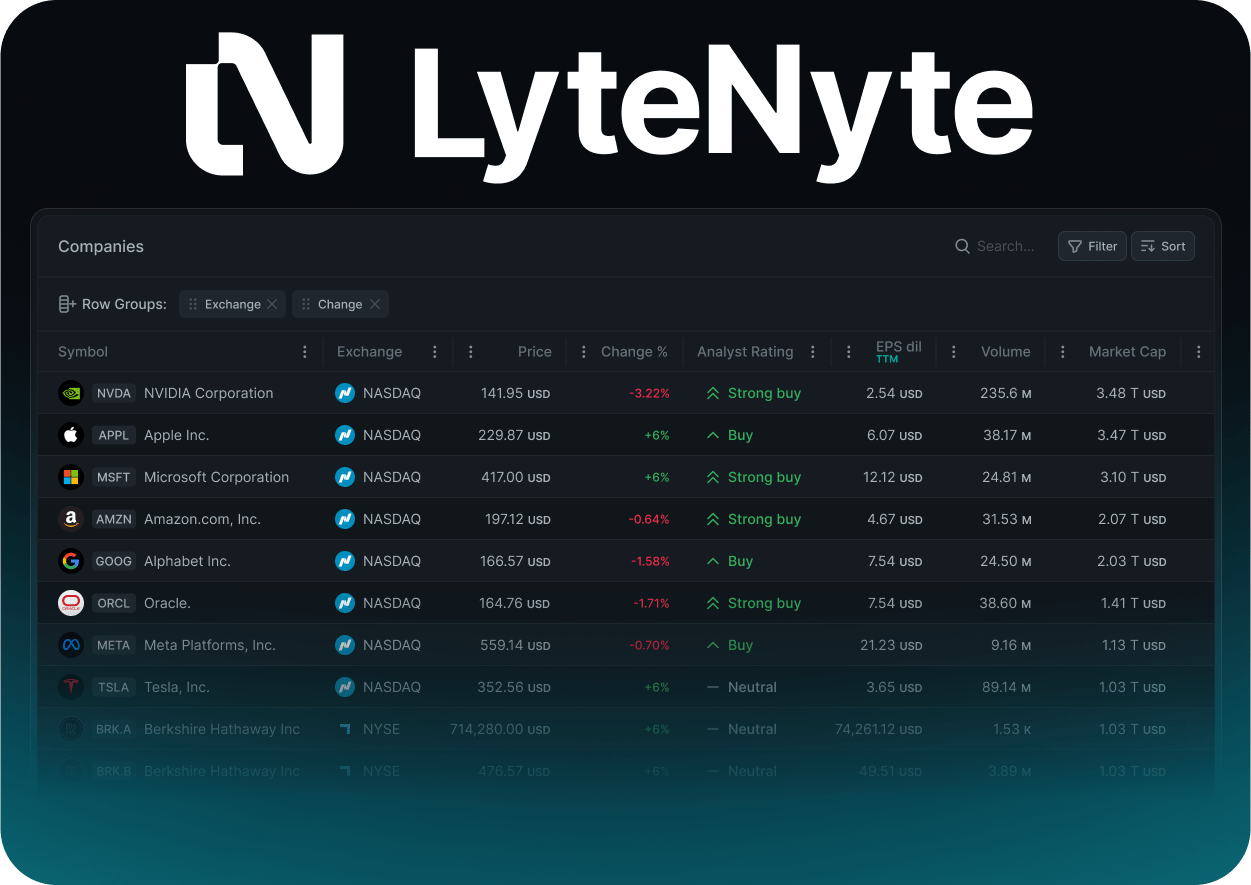 LyteNyte
Companies Search... Filter Sort
Row Groups: Exchange Change
Symbol Exchange Price Change % Analyst Rating EPS dil TTM Volume Market Cap
NVDA NVIDIA Corporation NASDAQ 141.95 USD -3.22% Strong buy 2.54 USD 235.6 M 3.48 T USD
APPL Apple Inc. NASDAQ 229.87 USD +6% Buy 6.07 USD 38.17 M 3.47 T USD
MSFT Microsoft Corporation NASDAQ 417.00 USD +6% Strong buy 12.12 USD 24.81 M 3.10 T USD
AMZN Amazon.com, Inc. NASDAQ 197.12 USD -0.64% Strong buy 4.67 USD 31.53 M 2.07 T USD
GOOG Alphabet Inc. NASDAQ 166.57 USD -1.58% Buy 7.54 USD 24.50 M 2.03 T USD
ORCL Oracle. NASDAQ 164.76 USD -1.71% Strong buy 7.54 USD 38.60 M 1.41 T USD
META Meta Platforms, Inc. NASDAQ 559.14 USD -0.70% Buy 21.23 USD 9.16 M 1.13 T USD
TSLA Tesla, Inc. NASDAQ 352.56 USD +6% Neutral 3.65 USD 89.14 M 1.03 T USD
BRK.A Berkshire Hathaway Inc NYSE 714,280.00 USD +6% Neutral 74,261.12 USD 1.53 K 1.03 T USD
BRK.B Berkshire Hathaway Inc NYSE 476.57 USD +6% Neutral 49.51 USD 3.89 M 1.03 T USD